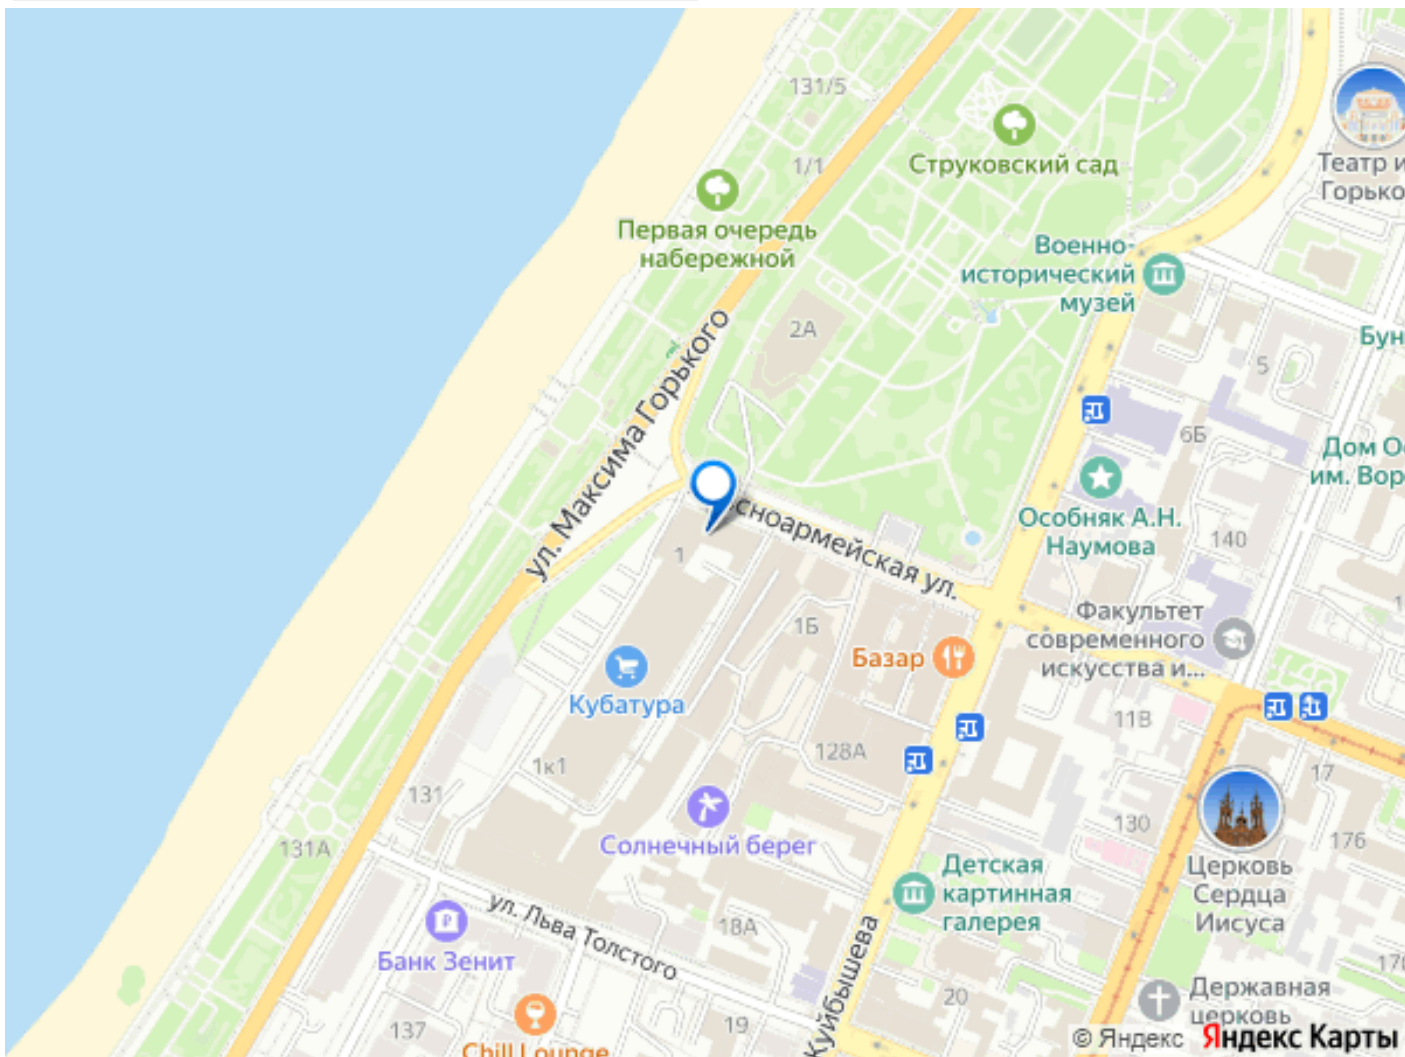 131/5
Струковский сад
Театр и
Горько
1/1
Первая очередь
набережной
Военно-
исторический
музей
2А
Бун
5
ул. Максима Горького
6Б
Дом О
им. Вор
Особняк А.Н.
Наумова
140
сноармейская ул.
1
Факультет
современного
искусства и...
1Б
Базар
Кубатура
11В
128А
1к1
17
131
130
176
Солнечный берег
131А
Церковь
Сердца
Иисуса
Детская
картинная
галерея
ул. Льва Толстого
18А
Куйбышева
Банк Зенит
Державная
церковь
20
19
137
Chill Lounge
© Яндекс Яндекс Карты